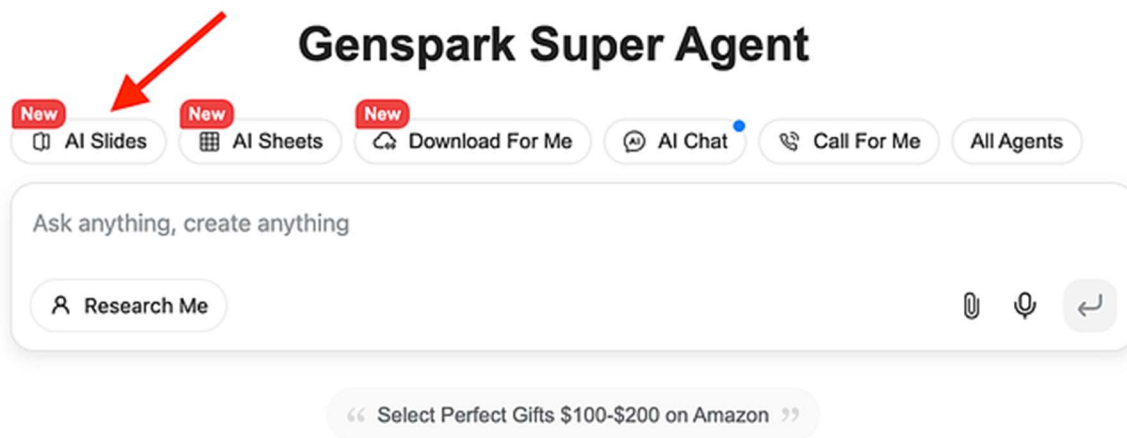 Genspark Super Agent
New New New
AI Slides AI Sheets Download For Me AI Chat Call For Me All Agents
Ask anything, create anything
Research Me
“ Select Perfect Gifts $100-$200 on Amazon ”